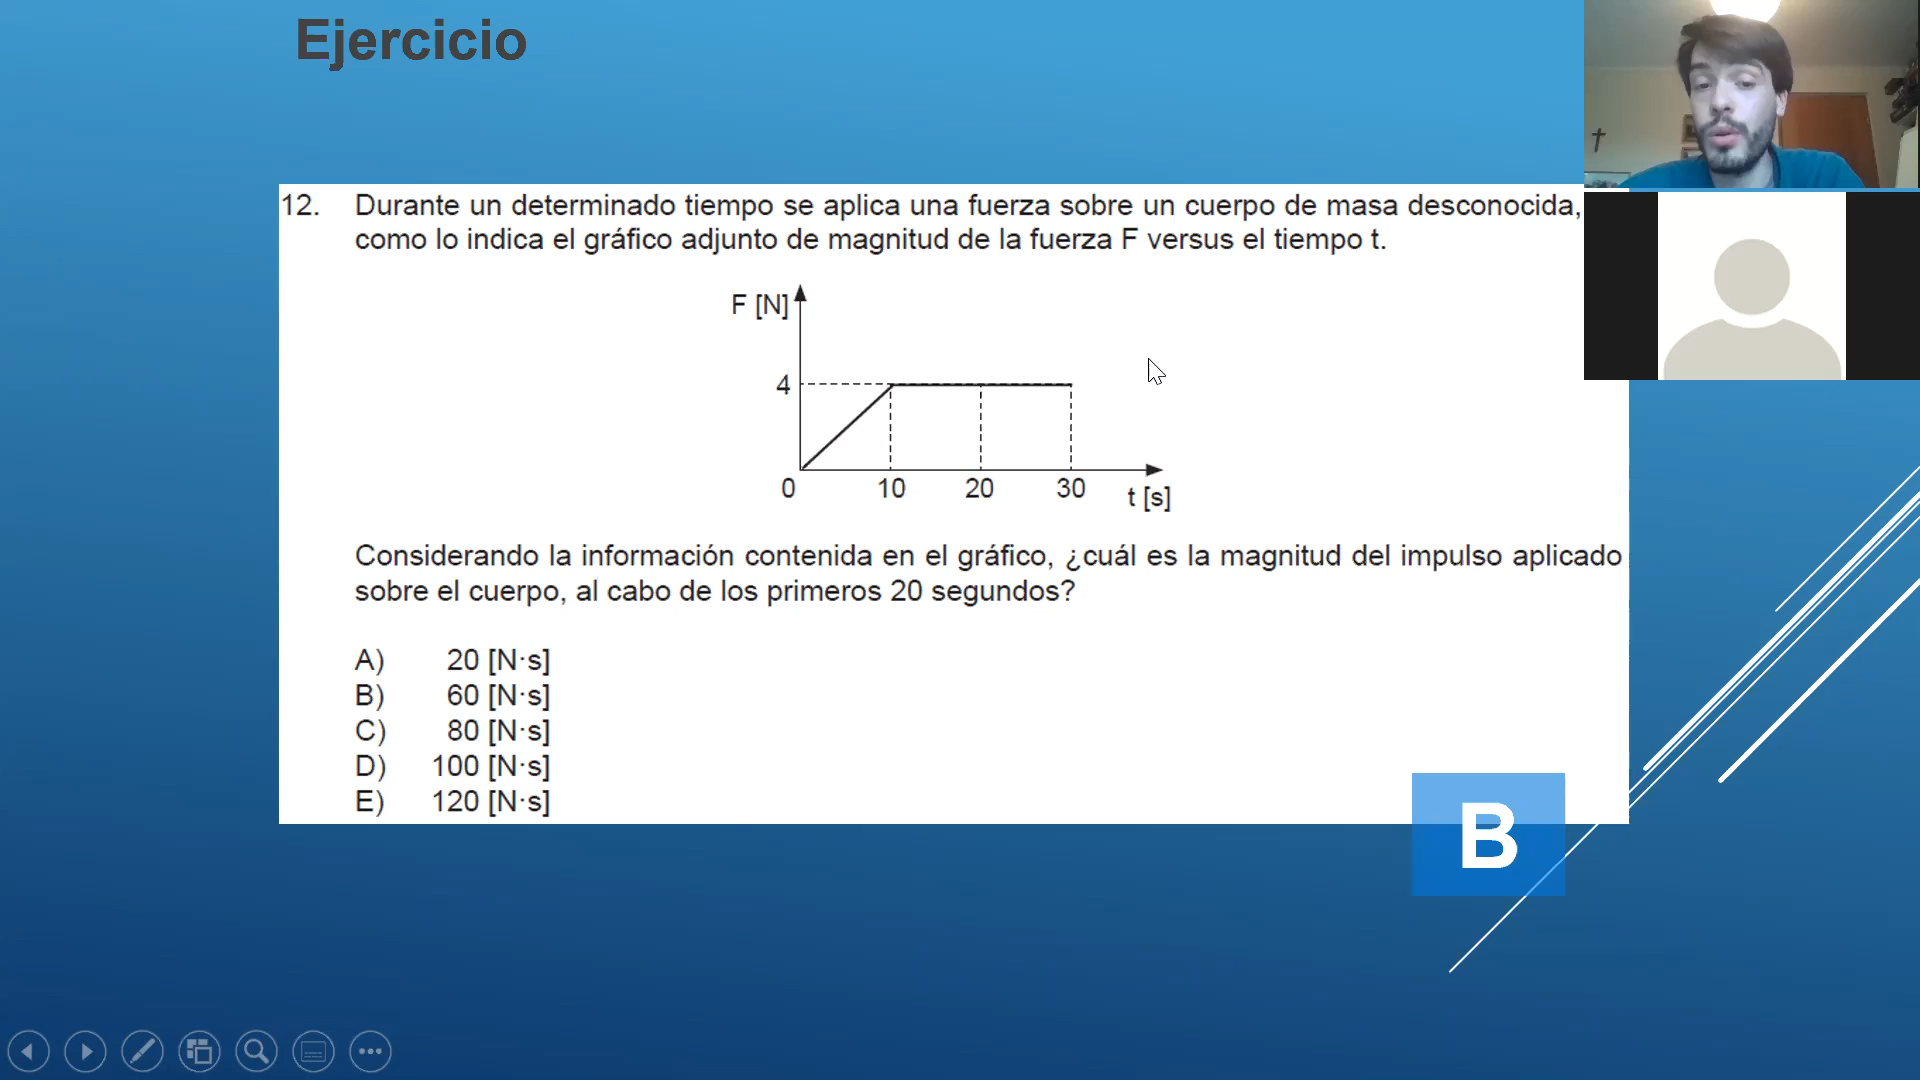 Ejercicio
12. Durante un determinado tiempo se aplica una fuerza sobre un cuerpo de masa desconocida,
como lo indica el gráfico adjunto de magnitud de la fuerza F versus el tiempo t.
F [N]
4
0 10 20 30 t [s]
Considerando la información contenida en el gráfico, ¿cuál es la magnitud del impulso aplicado
sobre el cuerpo, al cabo de los primeros 20 segundos?
A) 20 [N·s]
B) 60 [N·s]
C) 80 [N·s]
D) 100 [N·s]
E) 120 [N·s]
B